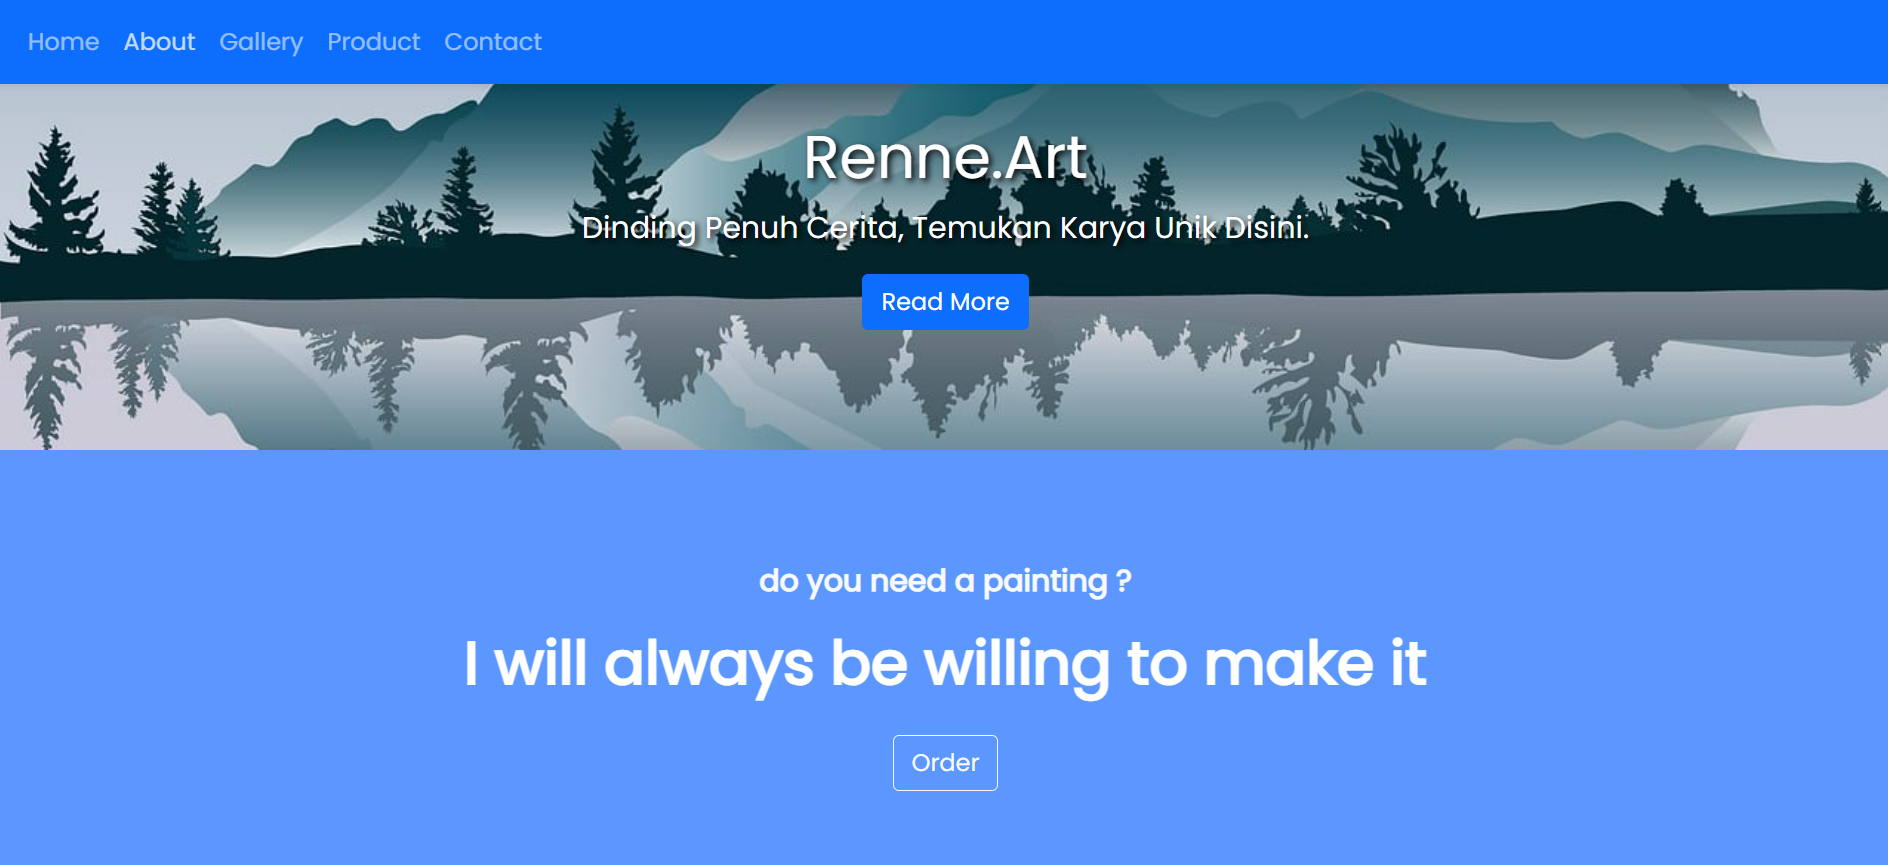 Home About Gallery Product Contact
Renne.Art
Dinding Penuh Cerita, Temukan Karya Unik Disini.
Read More
do you need a painting ?
I will always be willing to make it
Order